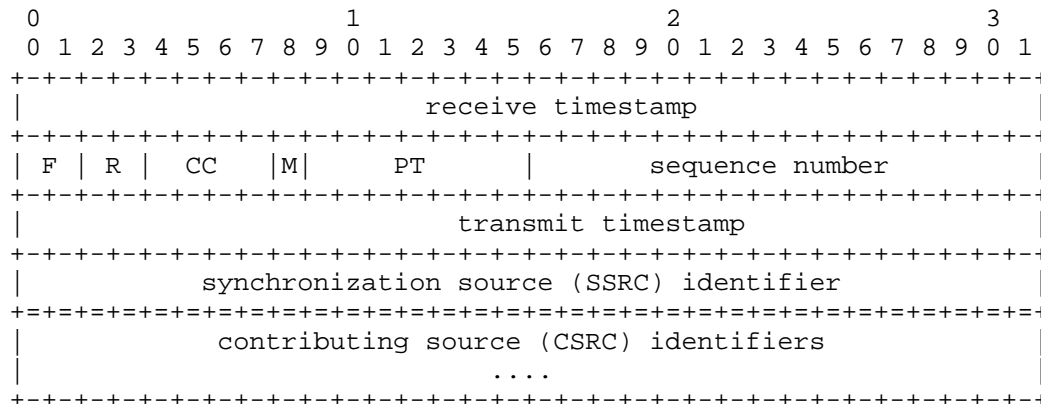 0 1 2 3
0 1 2 3 4 5 6 7 8 9 0 1 2 3 4 5 6 7 8 9 0 1 2 3 4 5 6 7 8 9 0 1
+-+-+-+-+-+-+-+-+-+-+-+-+-+-+-+-+-+-+-+-+-+-+-+-+-+-+-+-+-+-+-+-+
| receive timestamp |
+-+-+-+-+-+-+-+-+-+-+-+-+-+-+-+-+-+-+-+-+-+-+-+-+-+-+-+-+-+-+-+-+
| F | R | CC |M| PT | sequence number |
+-+-+-+-+-+-+-+-+-+-+-+-+-+-+-+-+-+-+-+-+-+-+-+-+-+-+-+-+-+-+-+-+
| transmit timestamp |
+-+-+-+-+-+-+-+-+-+-+-+-+-+-+-+-+-+-+-+-+-+-+-+-+-+-+-+-+-+-+-+-+
| synchronization source (SSRC) identifier |
+=+=+=+=+=+=+=+=+=+=+=+=+=+=+=+=+=+=+=+=+=+=+=+=+=+=+=+=+=+=+=+=+
| contributing source (CSRC) identifiers |
| .... |
+-+-+-+-+-+-+-+-+-+-+-+-+-+-+-+-+-+-+-+-+-+-+-+-+-+-+-+-+-+-+-+-+